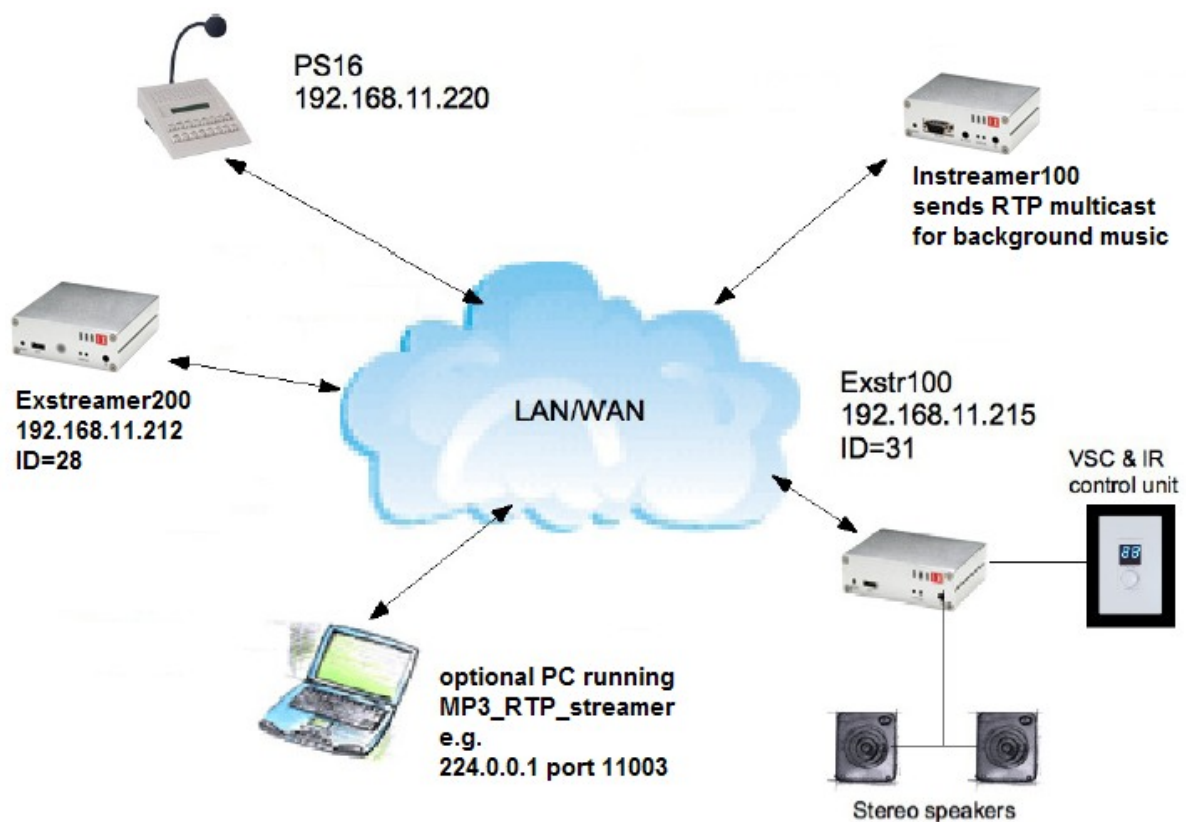 PS16
192.168.11.220
Instreamer100
sends RTP multicast
for background music
Exstreamer200
192.168.11.212
ID=28
LAN/WAN
Exstr100
192.168.11.215
ID=31
VSC & IR
control unit
88
optional PC running
MP3_RTP_streamer
e.g.
224.0.0.1 port 11003
Stereo speakers